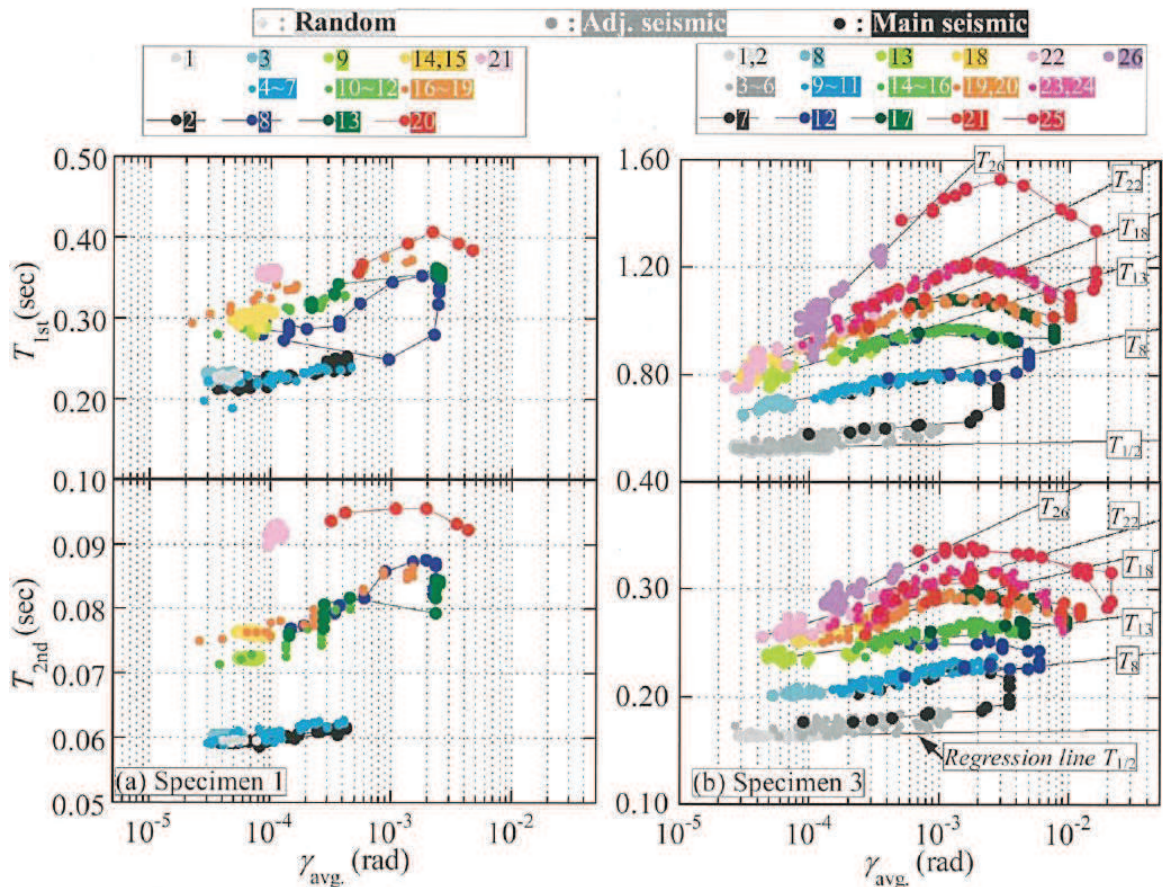 : Random : Adj. seismic : Main seismic
1 3 9 14,15 21
4~7 10~12 16~19
2 8 13 20
1,2 8 13 18 22 26
3~6 9~11 14~16 19,20 23,24
7 12 17 21 25
0.50
0.40
0.30
0.20
0.10
T1st (sec)
0.09
0.08
0.07
0.06
0.05
T2nd (sec)
(a) Specimen 1
10-5 10-4 10-3 10-2
γavg. (rad)
1.60
1.20
0.80
0.40
T26
T22
T18
T13
T8
T1/2
0.30
0.20
0.10
T26
T22
T18
T13
T8
Regression line T1/2
(b) Specimen 3
10-5 10-4 10-3 10-2
γavg. (rad)